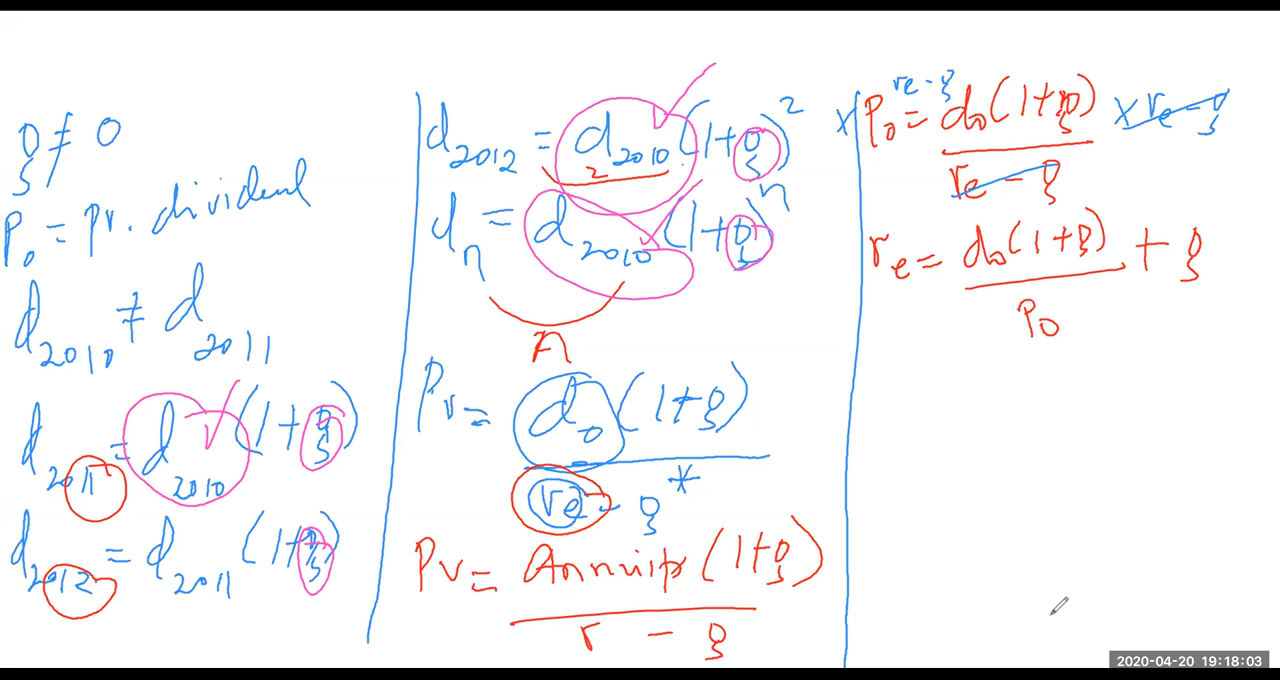 g ≠ 0
P₀ = Pv. dividend
d₂₀₁₀ ≠ d₂₀₁₁
d₂₀₁₁ = d₂₀₁₀ (1+g)
d₂₀₁₂ = d₂₀₁₁ (1+g)
d₂₀₁₂ = d₂₀₁₀ (1+g)²
2
dₙ = d₂₀₁₀ (1+g)ⁿ
n
Pv = d₀ (1+g)
re - g *
Pv = Annuity (1+g)
r - g
re - g
x P₀ = d₀ (1+g) x re - g
re - g
re = d₀ (1+g) + g
P₀
2020-04-20 19:18:03